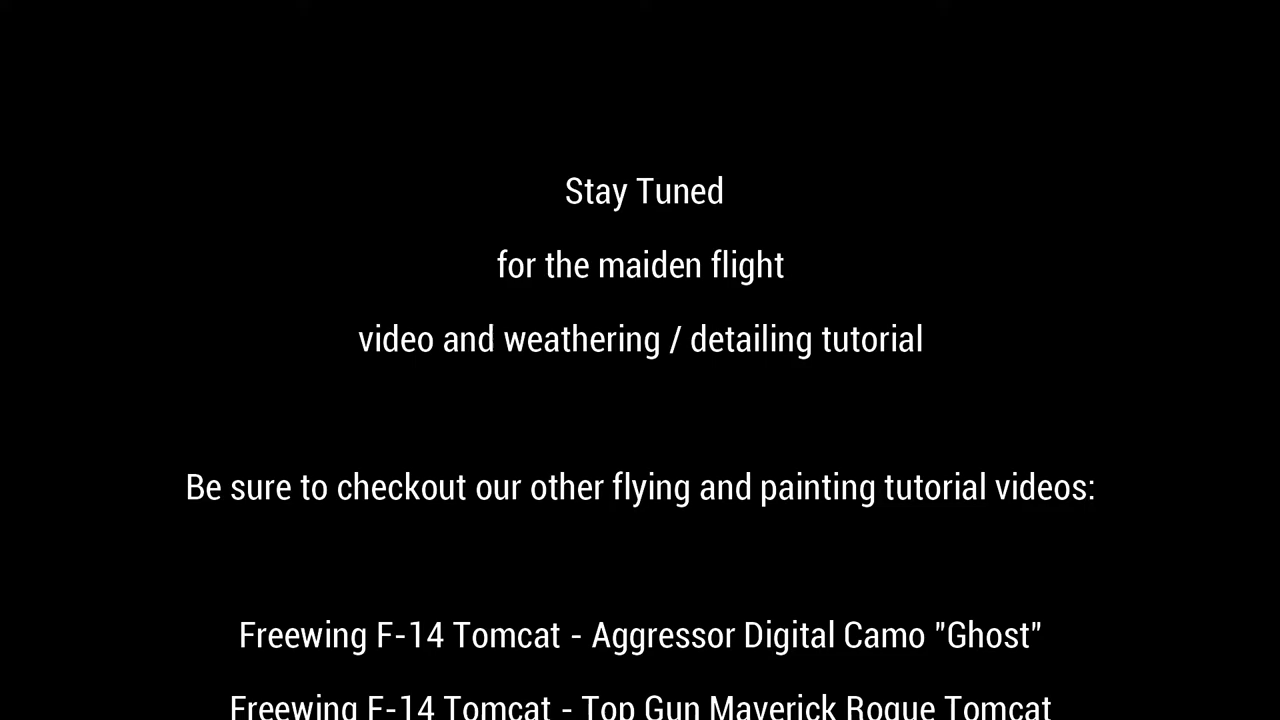 Stay Tuned
for the maiden flight
video and weathering / detailing tutorial
Be sure to checkout our other flying and painting tutorial videos:
Freewing F-14 Tomcat - Aggressor Digital Camo "Ghost"
Freewing F-14 Tomcat - Top Gun Maverick Rogue Tomcat